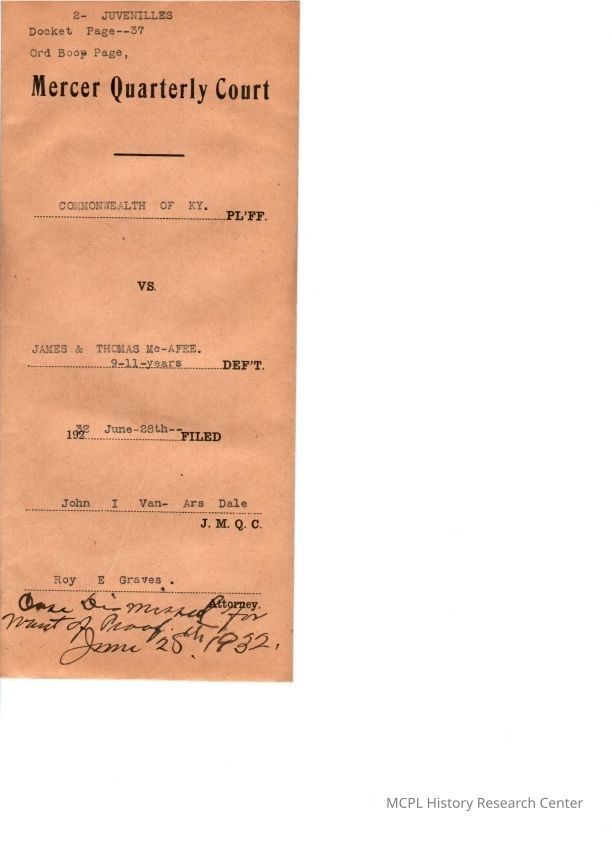 2- JUVENILLES
Docket Page--37
Ord Boop Page,
Mercer Quarterly Court
COMMONWEALTH OF KY.
PL'FF.
VS.
JAMES & THOMAS Mc-AFEE.
9-11-years DEF'T.
19232 June-28th-- FILED
John I Van- Ars Dale
J. M. Q. C.
Roy E Graves.
Attorney.
Case Dismissed for
want of Proof.
June 28th, 1932.
MCPL History Research Center